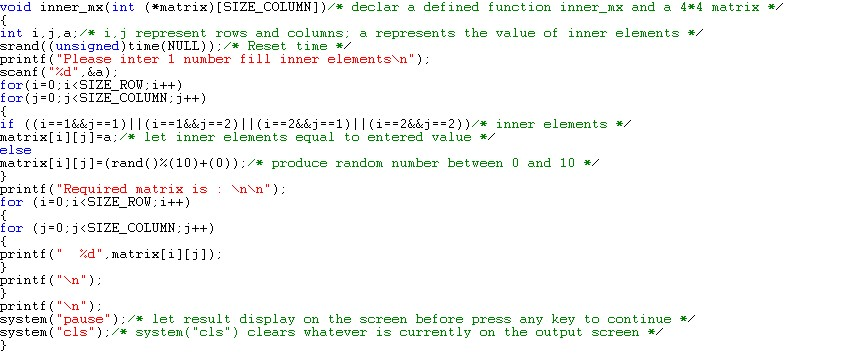 void inner_mx(int (*matrix)[SIZE_COLUMN])/* declar a defined function inner_mx and a 4*4 matrix */
{
int i,j,a;/* i,j represent rows and columns; a represents the value of inner elements */
srand((unsigned)time(NULL));/* Reset time */
printf("Please inter 1 number fill inner elements\n");
scanf("%d",&a);
for(i=0;i<SIZE_ROW;i++)
for(j=0;j<SIZE_COLUMN;j++)
{
if ((i==1&&j==1)||(i==1&&j==2)||(i==2&&j==1)||(i==2&&j==2))/* inner elements */
matrix[i][j]=a;/* let inner elements equal to entered value */
else
matrix[i][j]=(rand()%(10)+(0));/* produce random number between 0 and 10 */
}
printf("Required matrix is : \n\n");
for (i=0;i<SIZE_ROW;i++)
{
for (j=0;j<SIZE_COLUMN;j++)
{
printf("  %d",matrix[i][j]);
}
printf("\n");
}
printf("\n");
system("pause");/* let result display on the screen before press any key to continue */
system("cls");/* system("cls") clears whatever is currently on the output screen */
}